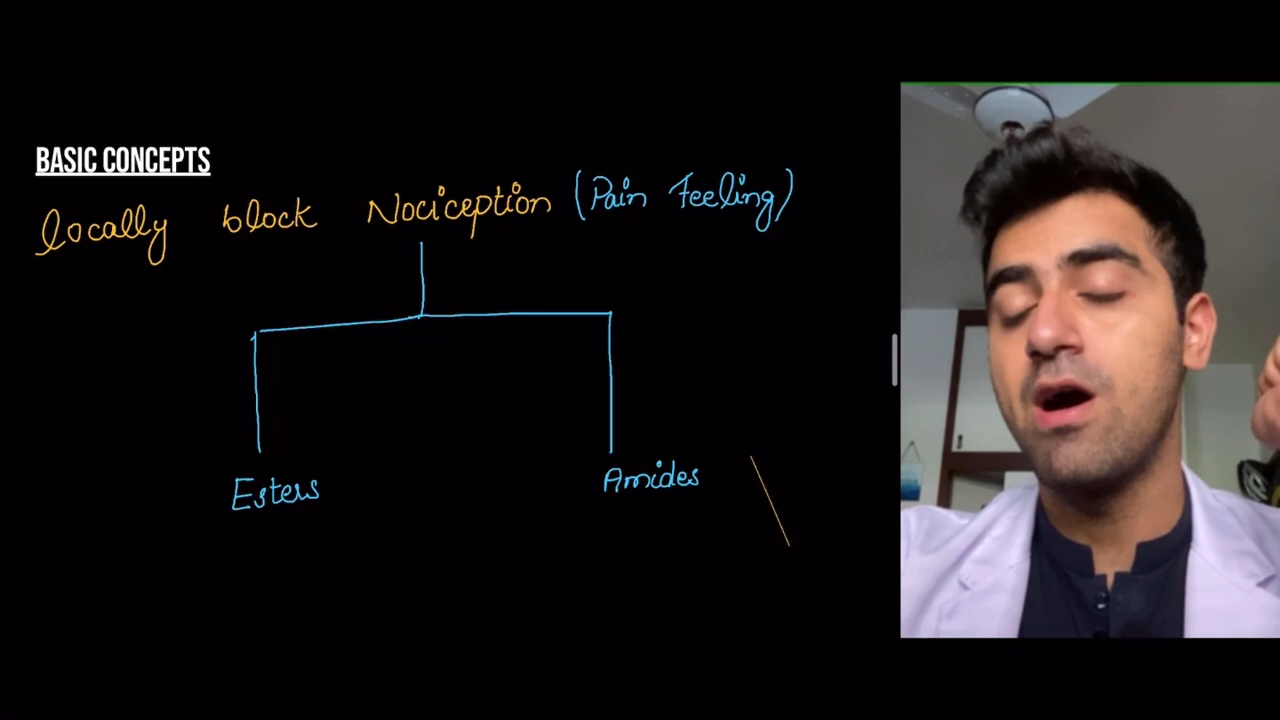 BASIC CONCEPTS
locally block Nociception (Pain Feeling)
Esters Amides